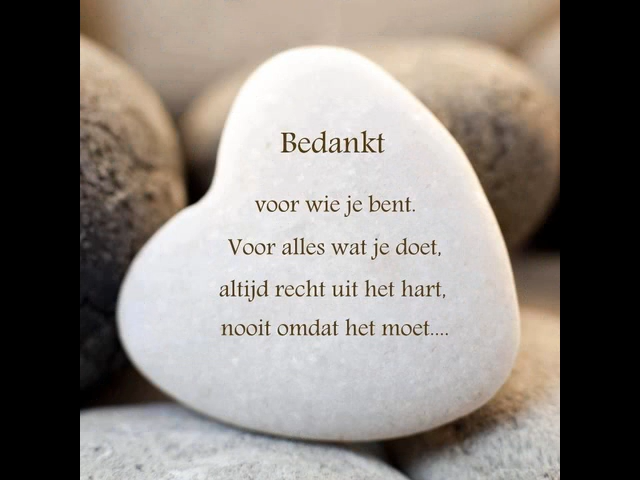 Bedankt
voor wie je bent.
Voor alles wat je doet,
altijd recht uit het hart,
nooit omdat het moet....